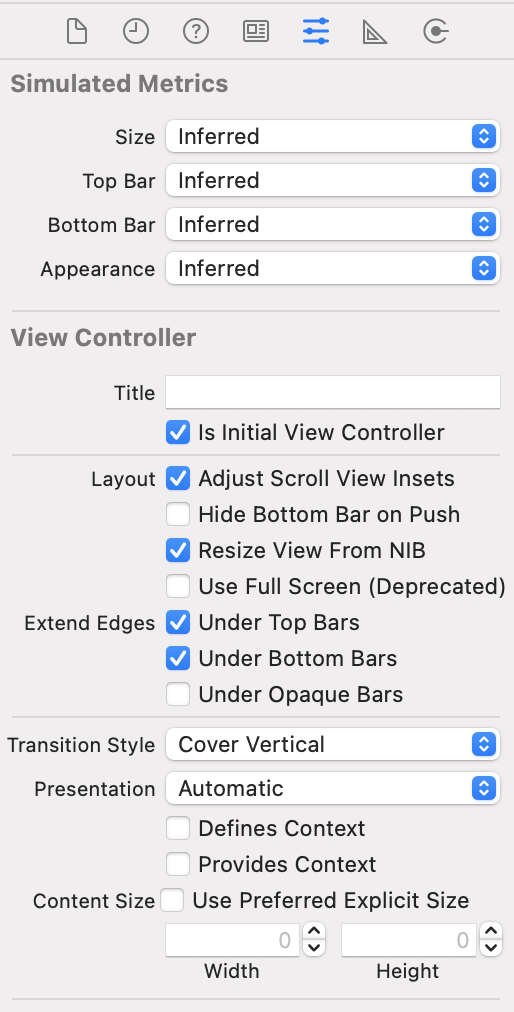 Simulated Metrics
Size Inferred
Top Bar Inferred
Bottom Bar Inferred
Appearance Inferred
View Controller
Title
Is Initial View Controller
Layout Adjust Scroll View Insets
Hide Bottom Bar on Push
Resize View From NIB
Use Full Screen (Deprecated)
Extend Edges Under Top Bars
Under Bottom Bars
Under Opaque Bars
Transition Style Cover Vertical
Presentation Automatic
Defines Context
Provides Context
Content Size Use Preferred Explicit Size
0 0
Width Height